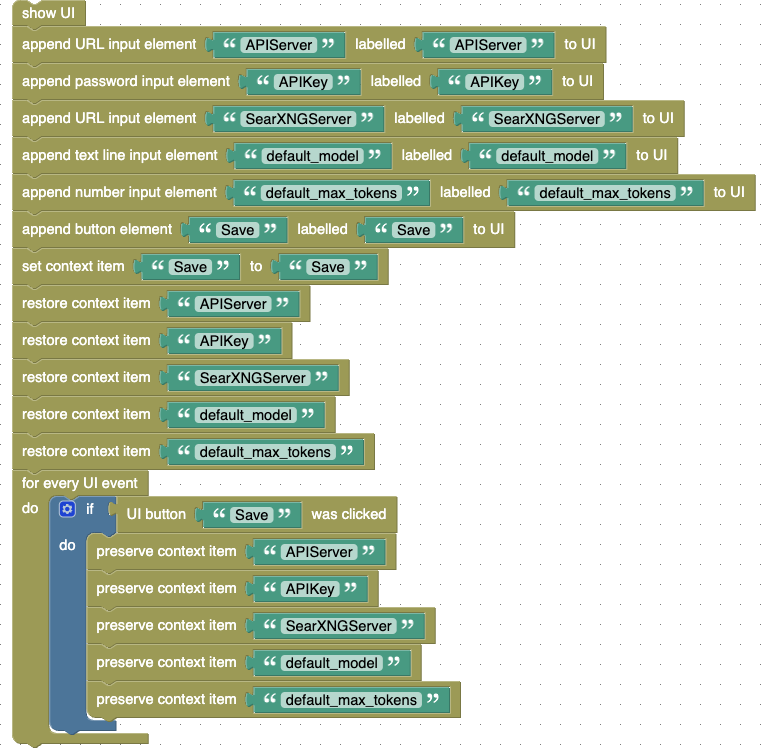 show UI
append URL input element “ APIServer ” labelled “ APIServer ” to UI
append password input element “ APIKey ” labelled “ APIKey ” to UI
append URL input element “ SearXNGServer ” labelled “ SearXNGServer ” to UI
append text line input element “ default_model ” labelled “ default_model ” to UI
append number input element “ default_max_tokens ” labelled “ default_max_tokens ” to UI
append button element “ Save ” labelled “ Save ” to UI
set context item “ Save ” to “ Save ”
restore context item “ APIServer ”
restore context item “ APIKey ”
restore context item “ SearXNGServer ”
restore context item “ default_model ”
restore context item “ default_max_tokens ”
for every UI event
do if UI button “ Save ” was clicked
do preserve context item “ APIServer ”
preserve context item “ APIKey ”
preserve context item “ SearXNGServer ”
preserve context item “ default_model ”
preserve context item “ default_max_tokens ”